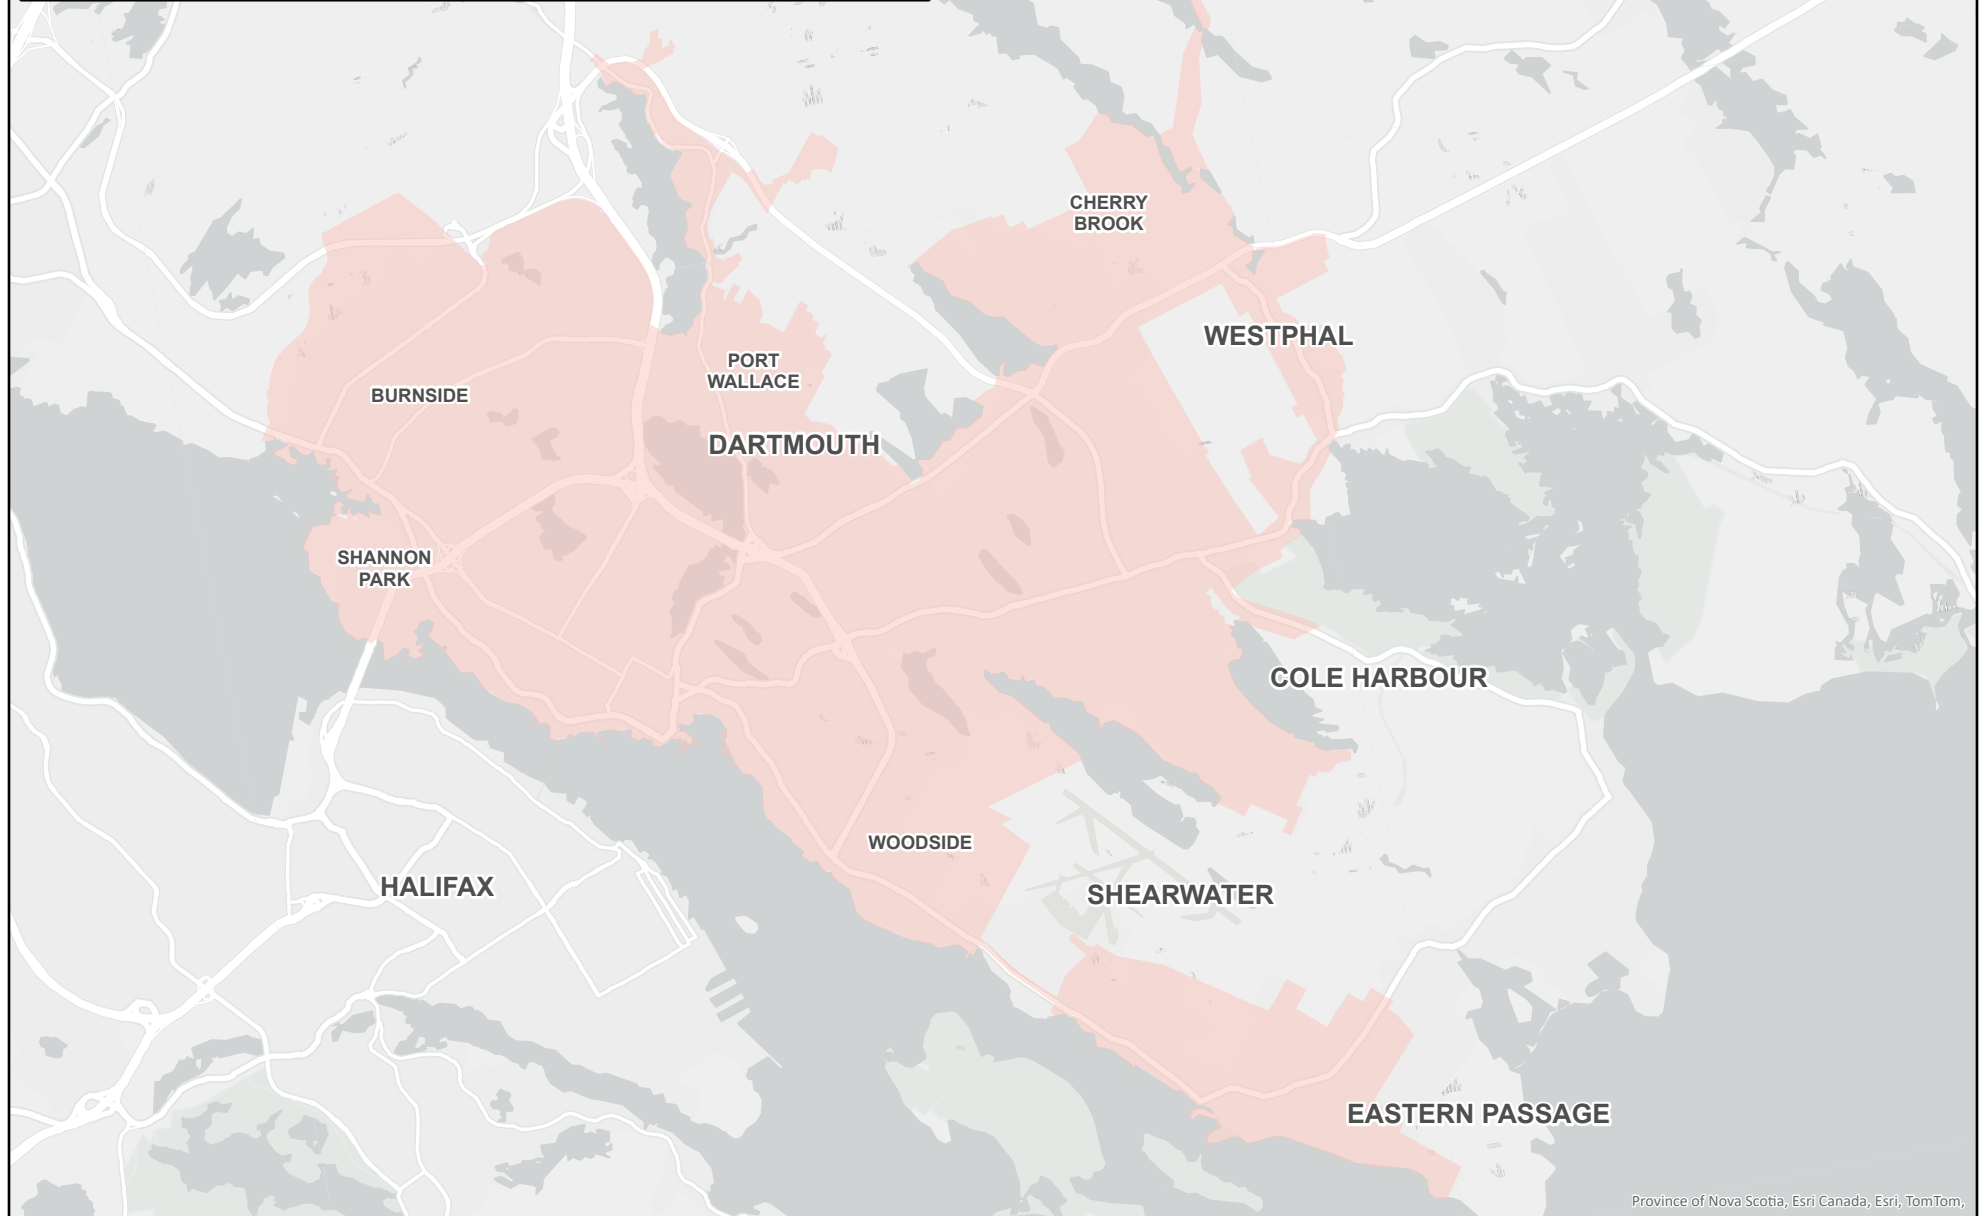 CHERRY
BROOK
WESTPHAL
PORT
WALLACE
BURNSIDE
DARTMOUTH
SHANNON
PARK
COLE HARBOUR
WOODSIDE
HALIFAX
SHEARWATER
EASTERN PASSAGE
Province of Nova Scotia, Esri Canada, Esri, TomTom,